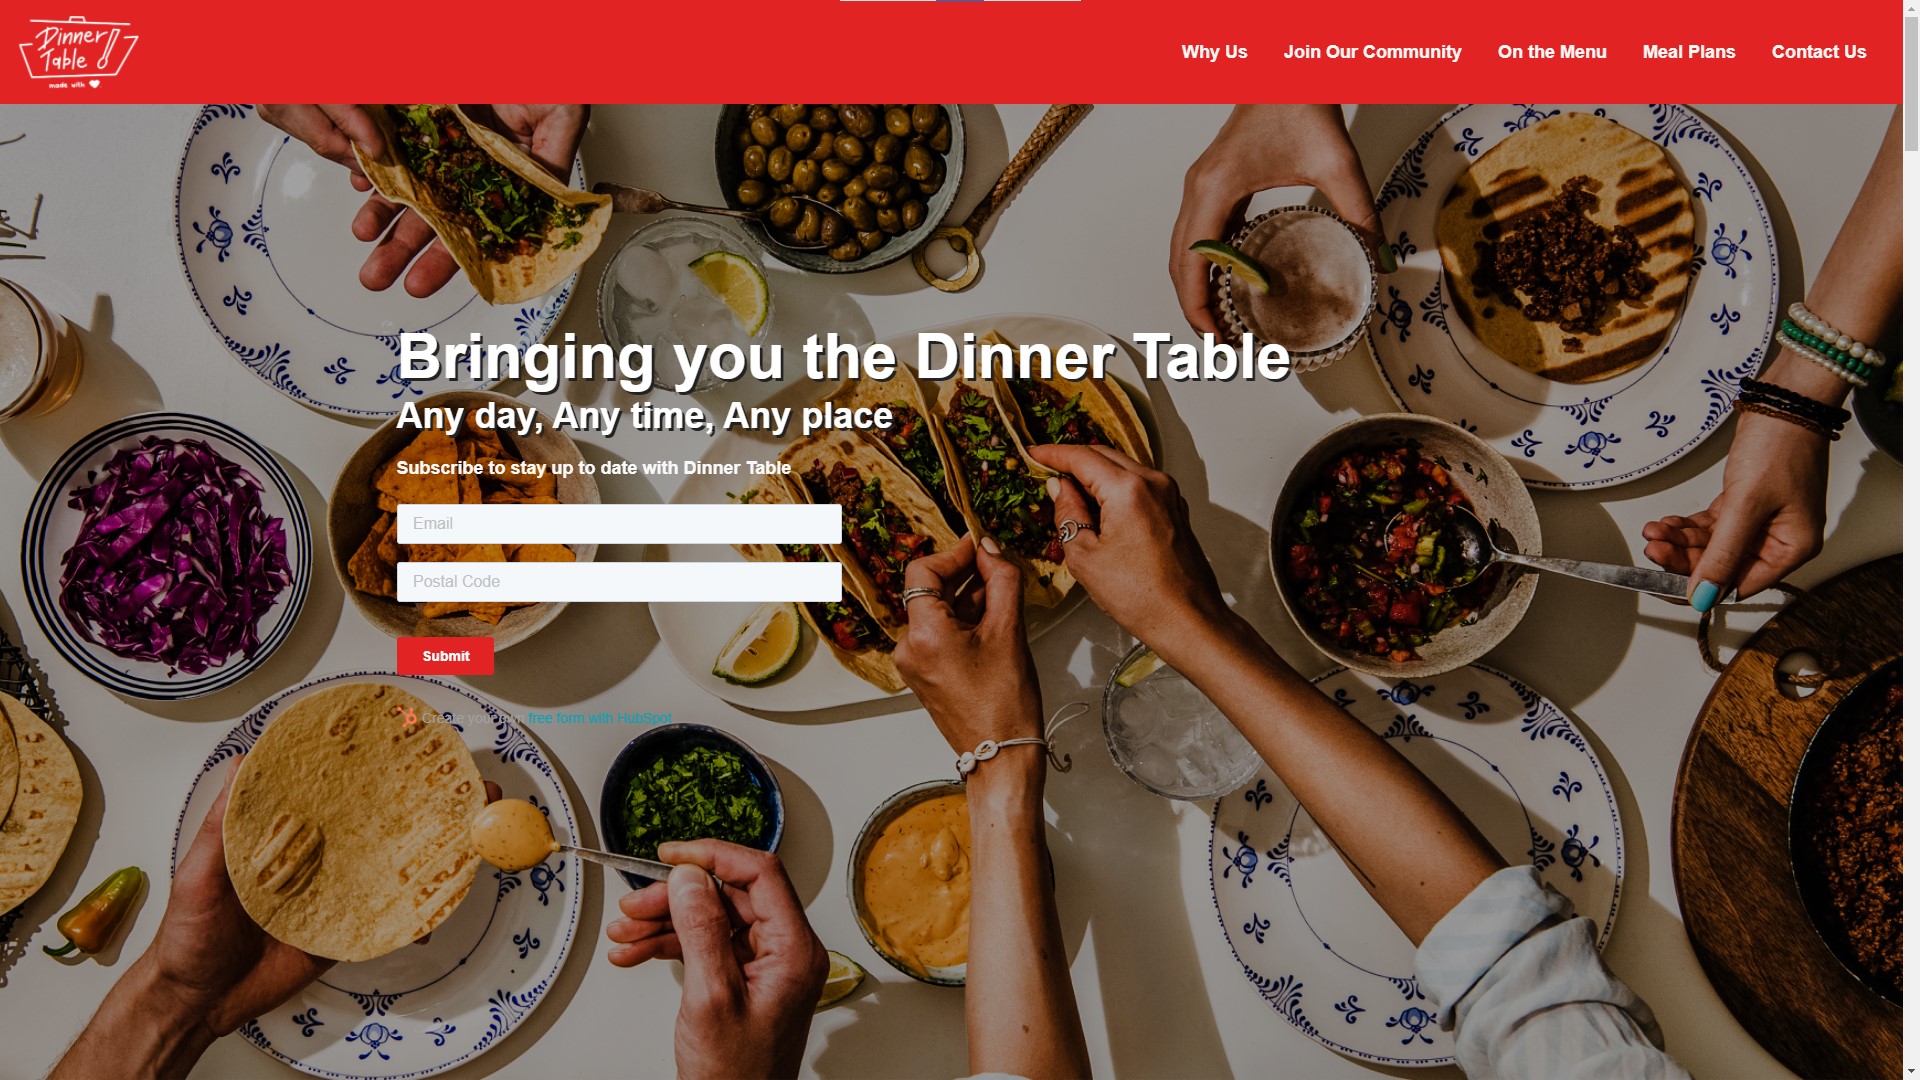 Dinner
Table
made with
Why Us
Join Our Community
On the Menu
Meal Plans
Contact Us
Bringing you the Dinner Table
Any day, Any time, Any place
Subscribe to stay up to date with Dinner Table
Email
Postal Code
Submit
Create your own free form with HubSpot